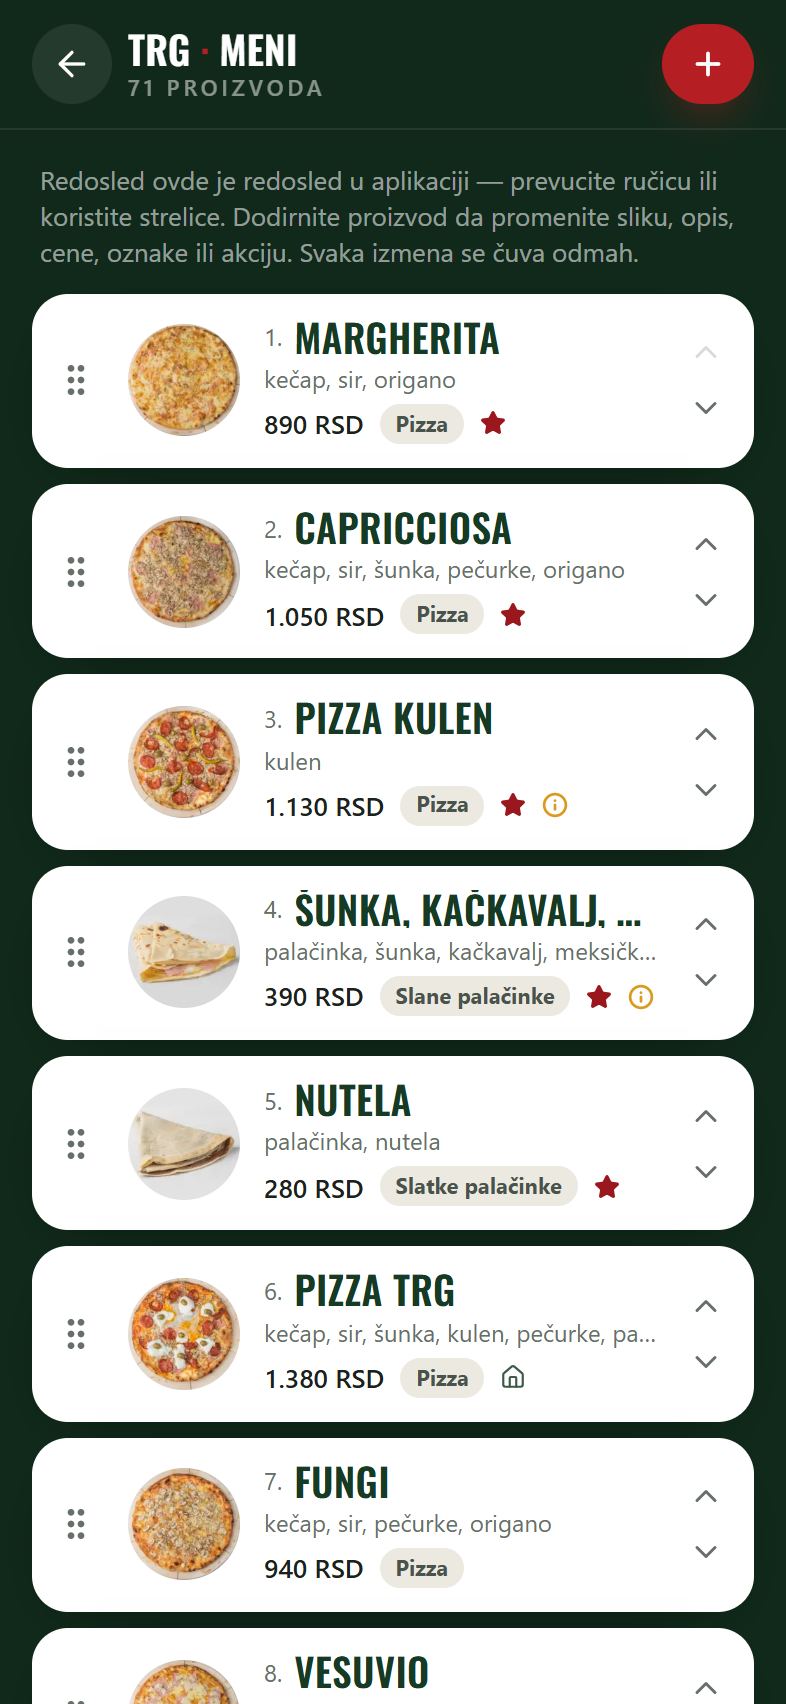 TRG · MENI
71 PROIZVODA
Redosled ovde je redosled u aplikaciji — prevucite ručicu ili
koristite strelice. Dodirnite proizvod da promenite sliku, opis,
cene, oznake ili akciju. Svaka izmena se čuva odmah.
1. MARGHERITA
kečap, sir, origano
890 RSD Pizza
2. CAPRICCIOSA
kečap, sir, šunka, pečurke, origano
1.050 RSD Pizza
3. PIZZA KULEN
kulen
1.130 RSD Pizza
4. ŠUNKA, KAČKAVALJ, ...
palačinka, šunka, kačkavalj, meksičk...
390 RSD Slane palačinke
5. NUTELA
palačinka, nutela
280 RSD Slatke palačinke
6. PIZZA TRG
kečap, sir, šunka, kulen, pečurke, pa...
1.380 RSD Pizza
7. FUNGI
kečap, sir, pečurke, origano
940 RSD Pizza
8. VESUVIO